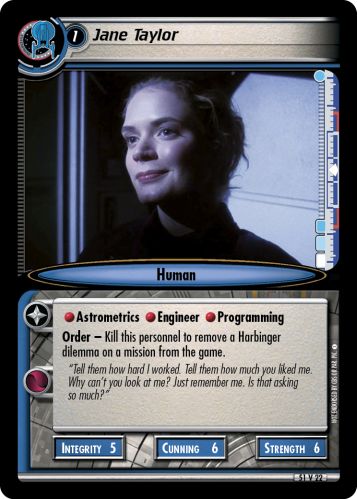 1 Jane Taylor
Human
Astrometrics Engineer Programming
Order – Kill this personnel to remove a Harbinger
dilemma on a mission from the game.
"Tell them how hard I worked. Tell them how much you liked me.
Why can't you look at me? Just remember me. Is that asking
so much?"
INTEGRITY 5 CUNNING 6 STRENGTH 6
51 V 22